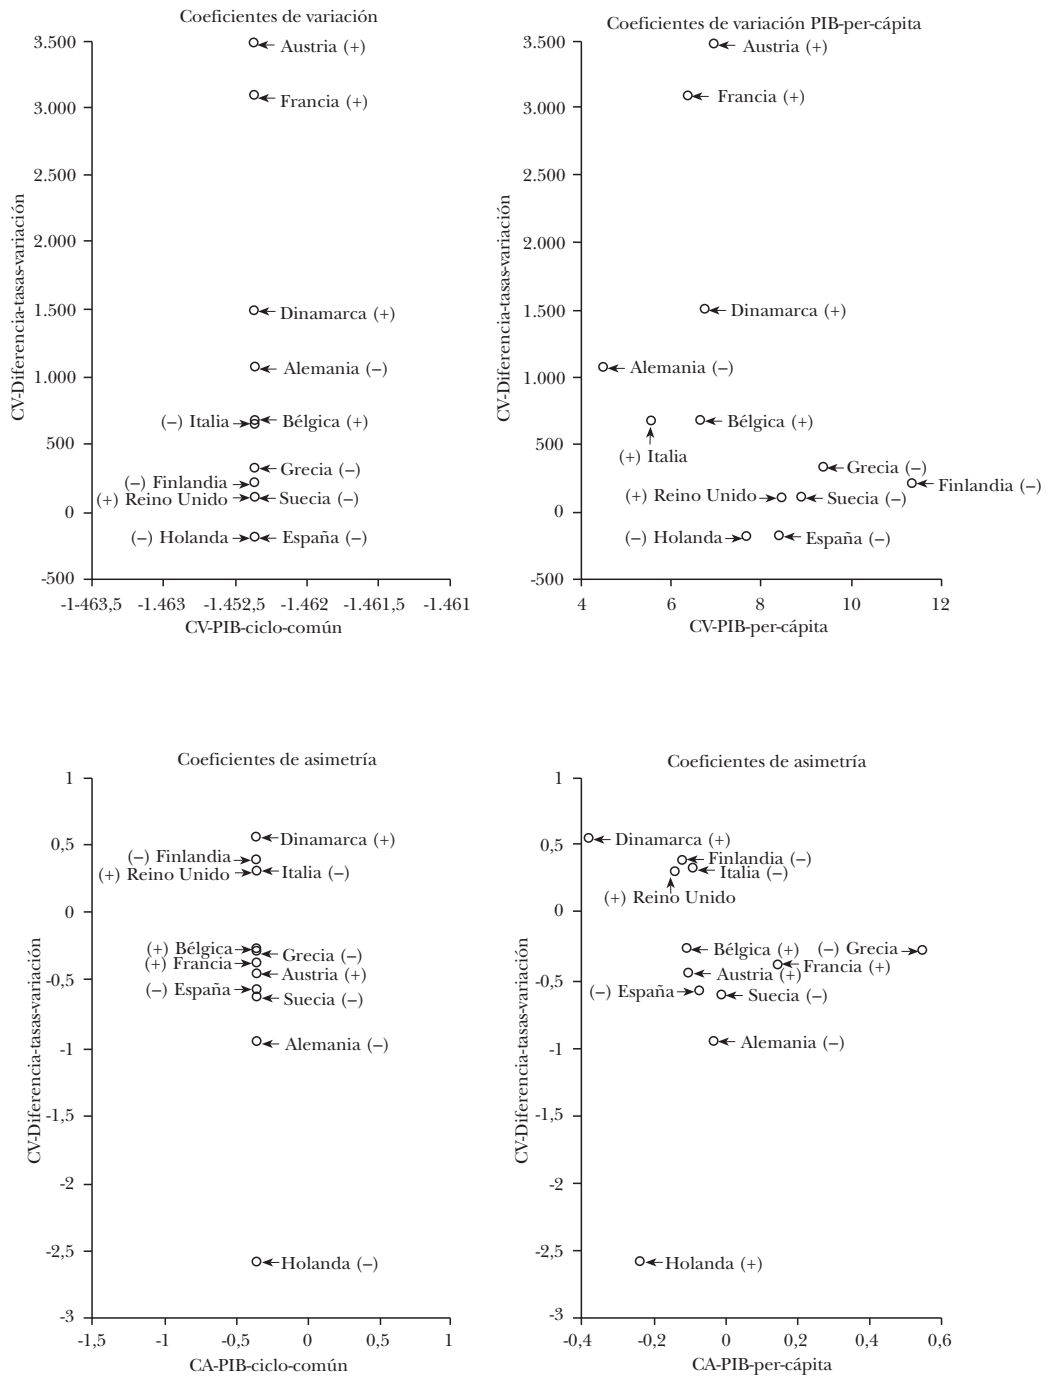 Coeficientes de variación
3.500
3.000
2.500
2.000
1.500
1.000
500
0
-500
CV-Diferencia-tasas-variación
Austria (+)
Francia (+)
Dinamarca (+)
Alemania (–)
(–) Italia
Bélgica (+)
Grecia (–)
(–) Finlandia
(+) Reino Unido
Suecia (–)
(–) Holanda
España (–)
-1.463,5
-1.463
-1.452,5
-1.462
-1.461,5
-1.461
CV-PIB-ciclo-común
Coeficientes de variación PIB-per-cápita
3.500
3.000
2.500
2.000
1.500
1.000
500
0
-500
CV-Diferencia-tasas-variación
Austria (+)
Francia (+)
Dinamarca (+)
Alemania (–)
Bélgica (+)
(+) Italia
Grecia (–)
Finlandia (–)
(+) Reino Unido
Suecia (–)
(–) Holanda
España (–)
4
6
8
10
12
CV-PIB-per-cápita
Coeficientes de asimetría
1
0,5
0
-0,5
-1
-1,5
-2
-2,5
-3
CV-Diferencia-tasas-variación
Dinamarca (+)
(–) Finlandia
(+) Reino Unido
Italia (–)
(+) Bélgica
Grecia (–)
(+) Francia
Austria (+)
(–) España
Suecia (–)
Alemania (–)
Holanda (–)
-1,5
-1
-0,5
0
0,5
1
CA-PIB-ciclo-común
Coeficientes de asimetría
1
0,5
0
-0,5
-1
-1,5
-2
-2,5
-3
CV-Diferencia-tasas-variación
Dinamarca (+)
Finlandia (–)
Italia (–)
(+) Reino Unido
Bélgica (+)
(–) Grecia
Francia (+)
Austria (+)
(–) España
Suecia (–)
Alemania (–)
Holanda (+)
-0,4
-0,2
0
0,2
0,4
0,6
CA-PIB-per-cápita